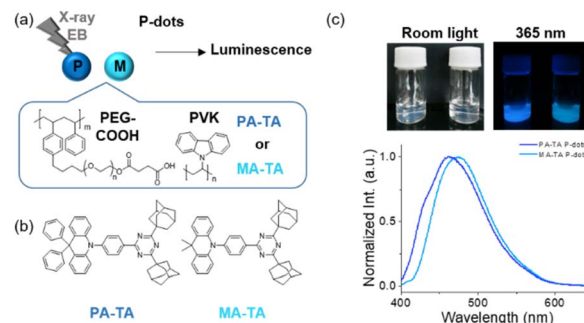 (a)
X-ray
EB
P-dots
P
M
Luminescence
PEG-
COOH
PVK
PA-TA
or
MA-TA
m
n
O
O
O
O
OH
N
n
(b)
N
N
N
N
PA-TA
N
N
N
N
MA-TA
(c)
Room light
365 nm
PA-TA P-dots
MA-TA P-dots
Normalized Int. (a.u.)
1.0
0.5
0.0
400
500
600
Wavelength (nm)